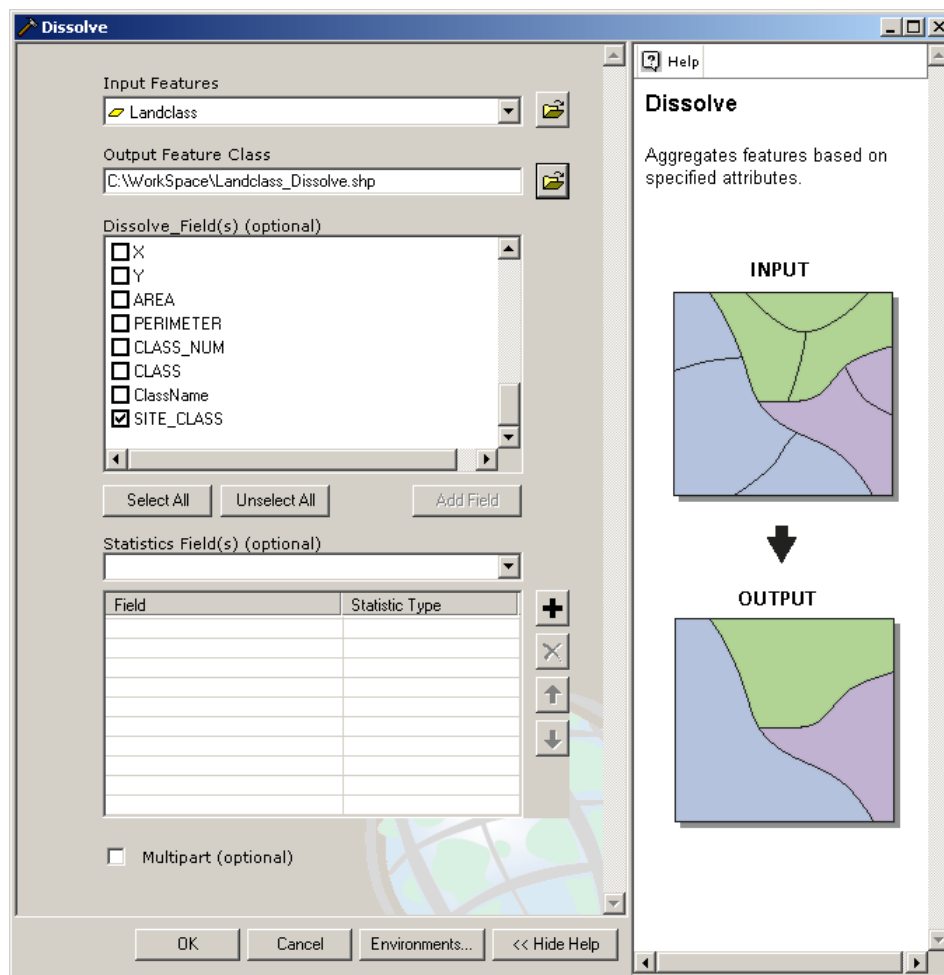 Dissolve
Input Features
Landclass
Output Feature Class
C:\WorkSpace\Landclass_Dissolve.shp
Dissolve_Field(s) (optional)
X
Y
AREA
PERIMETER
CLASS_NUM
CLASS
ClassName
SITE_CLASS
Select All
Unselect All
Add Field
Statistics Field(s) (optional)
Field
Statistic Type
Multipart (optional)
OK
Cancel
Environments...
<< Hide Help
Help
Dissolve
Aggregates features based on
specified attributes.
INPUT
OUTPUT